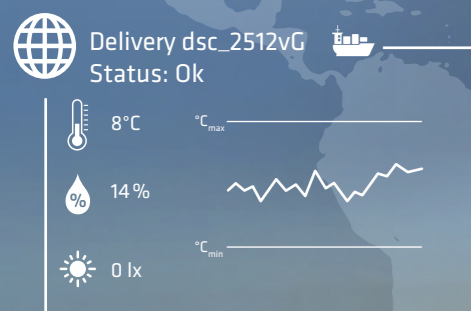 Delivery dsc_2512vG
Status: Ok
8°C
°Cmax
%
14 %
°Cmin
0 lx